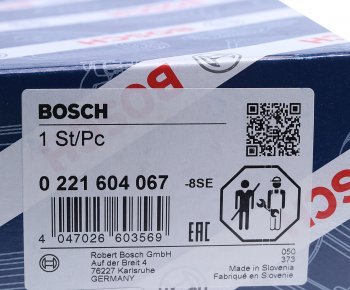 BOSCH
1 St/Pc
0 221 604 067
-8SE
EAC
4 047026 603569
Robert Bosch GmbH
Auf der Breit 4
76227 Karlsruhe
050
373
Made in Slovenia
Fabriqué en Slovénie